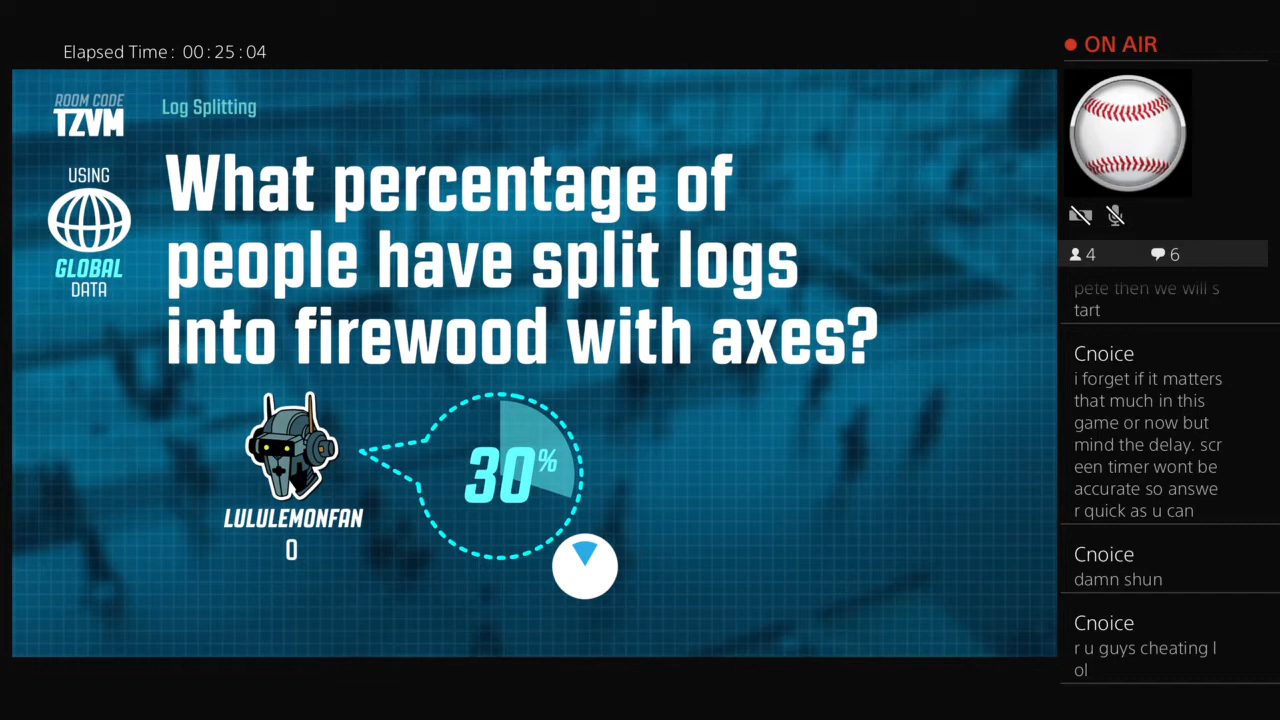 Elapsed Time: 00:25:04
ON AIR
ROOM CODE
TZVM
Log Splitting
USING
GLOBAL
DATA
What percentage of
people have split logs
into firewood with axes?
30%
LULULEMONFAN
0
4
6
pete then we will s
tart
Cnoice
i forget if it matters
that much in this
game or now but
mind the delay. scr
een timer wont be
accurate so answe
r quick as u can
Cnoice
damn shun
Cnoice
r u guys cheating l
ol